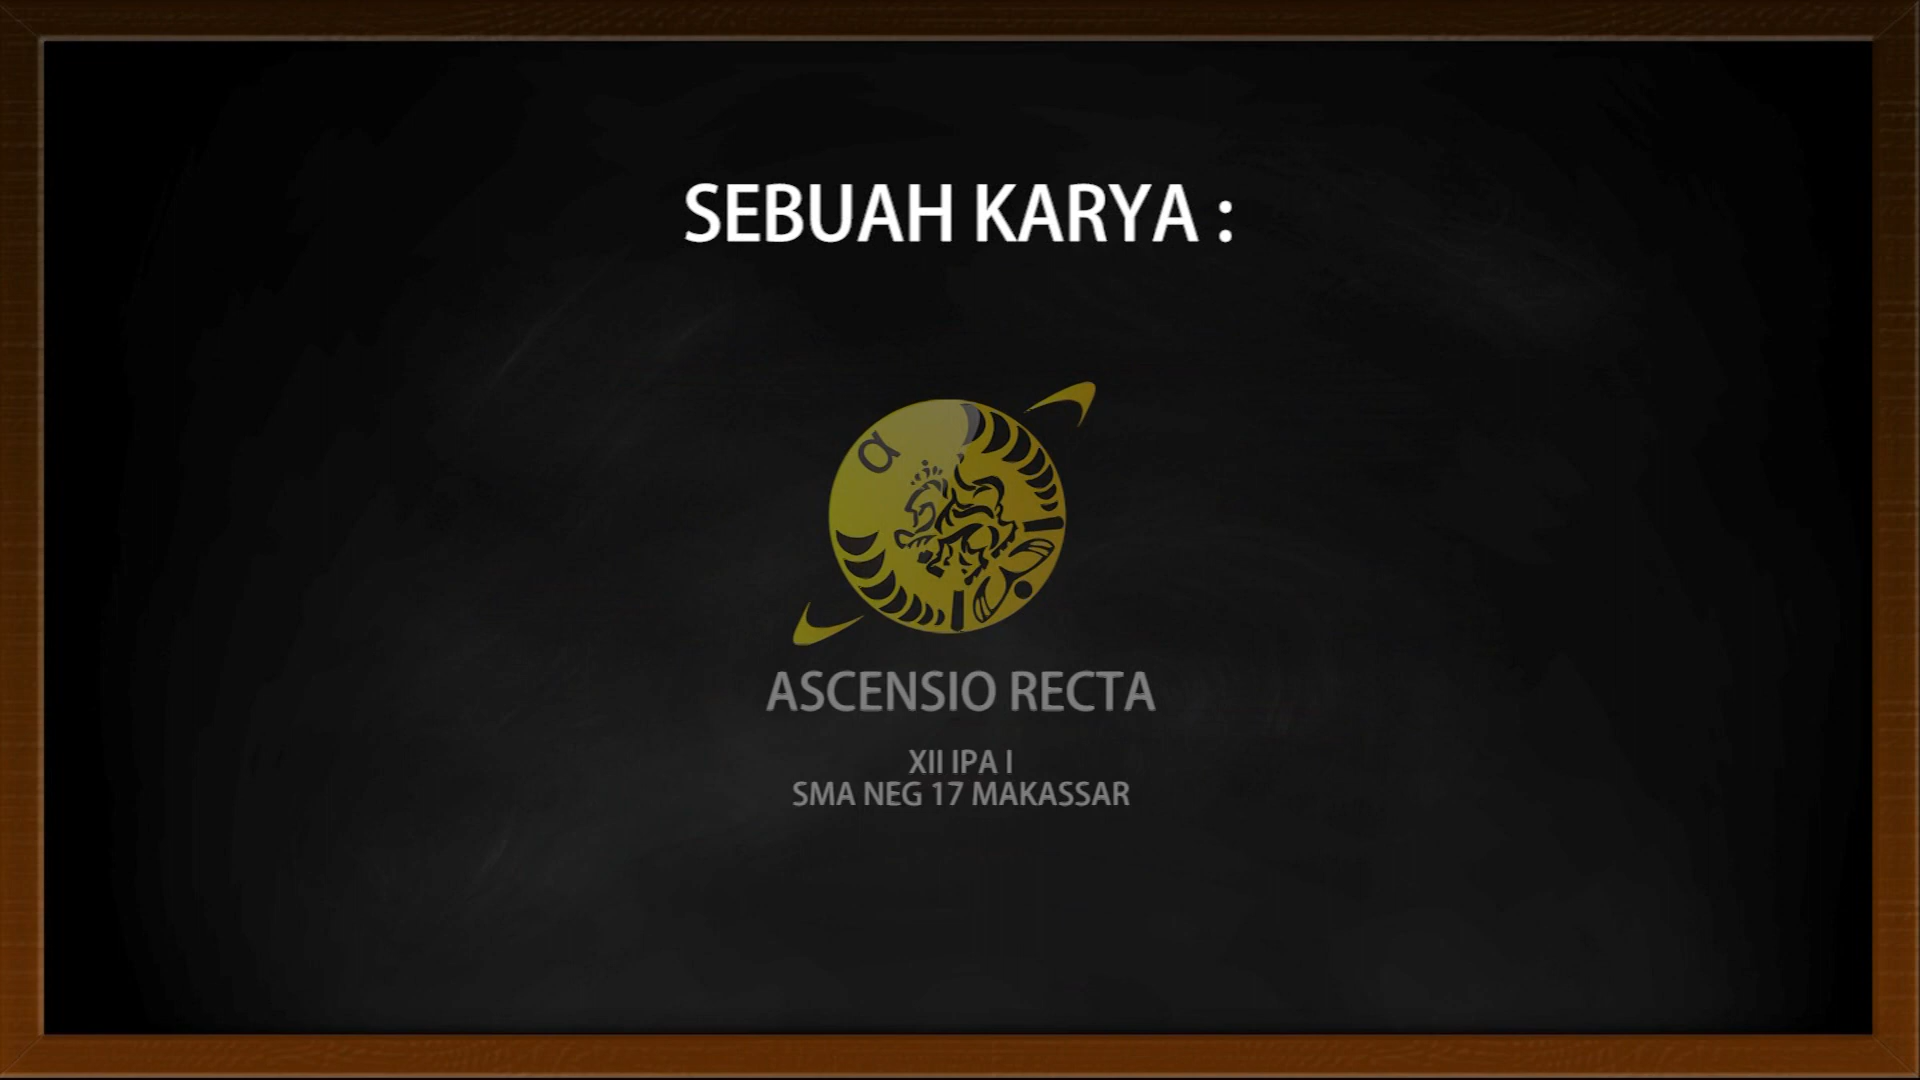 SEBUAH KARYA :
α
ASCENSIO RECTA
XII IPA I
SMA NEG 17 MAKASSAR